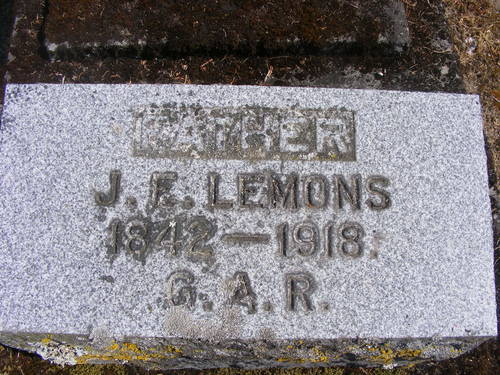 FATHER
J. E. LEMONS
1842 — 1918.
G. A. R.